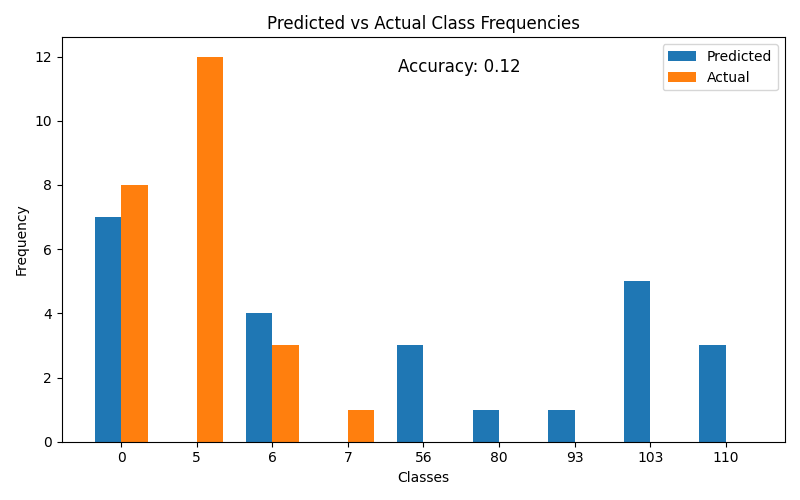 Predicted vs Actual Class Frequencies
Accuracy: 0.12
Predicted
Actual
Frequency
12
10
8
6
4
2
0
0 5 6 7 56 80 93 103 110
Classes